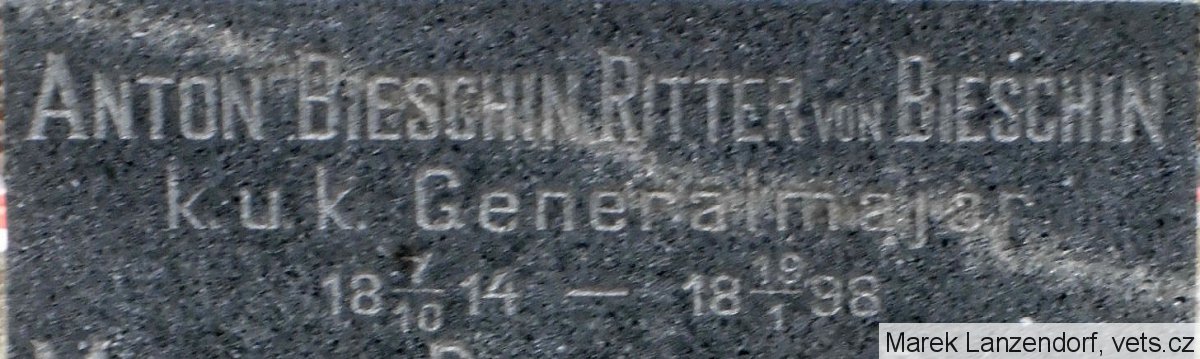 ANTON BIESCHIN RITTER VON BIESCHIN
k.u.k. Generalmajor
18 7/10 14 — 18 19/1 98
Marek Lanzendorf, vets.cz